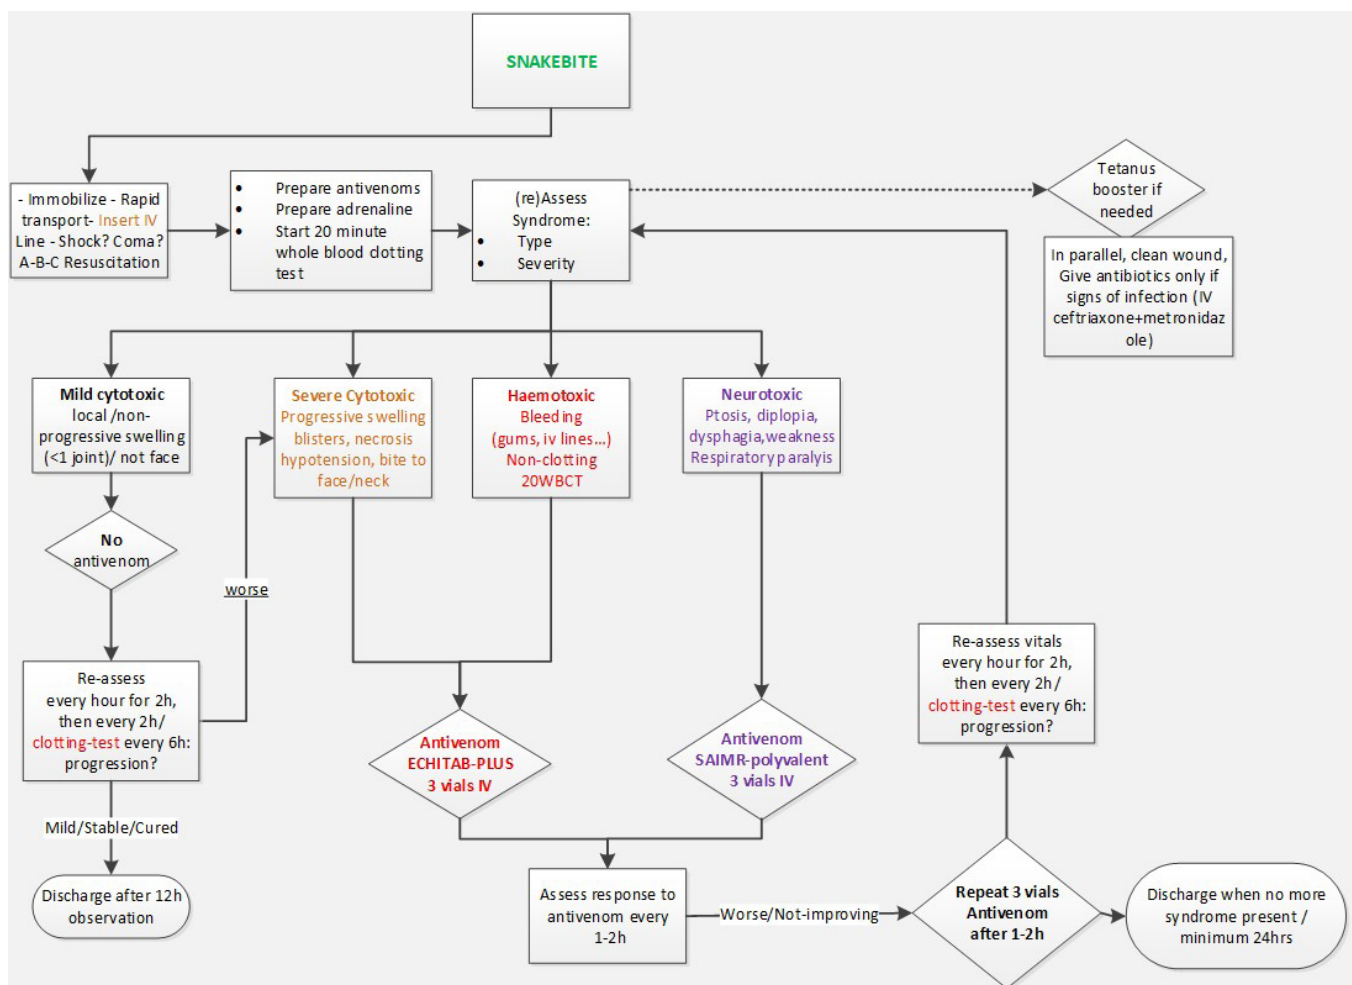 SNAKEBITE
- Immobilize - Rapid
transport- Insert IV
Line - Shock? Coma?
A-B-C Resuscitation
• Prepare antivenoms
• Prepare adrenaline
• Start 20 minute
whole blood clotting
test
(re)Assess
Syndrome:
• Type
• Severity
Tetanus
booster if
needed
In parallel, clean wound,
Give antibiotics only if
signs of infection (IV
ceftriaxone+metronidaz
ole)
Mild cytotoxic
local /non-
progressive swelling
(<1 joint)/ not face
Severe Cytotoxic
Progressive swelling
blisters, necrosis
hypotension, bite to
face/neck
Haemotoxic
Bleeding
(gums, iv lines...)
Non-clotting
20WBCT
Neurotoxic
Ptosis, diplopia,
dysphagia,weakness
Respiratory paralyis
No
antivenom
worse
Re-assess
every hour for 2h,
then every 2h/
clotting-test every 6h:
progression?
Antivenom
ECHITAB-PLUS
3 vials IV
Antivenom
SAIMR-polyvalent
3 vials IV
Re-assess vitals
every hour for 2h,
then every 2h/
clotting-test every 6h:
progression?
Mild/Stable/Cured
Discharge after 12h
observation
Assess response to
antivenom every
1-2h
Worse/Not-improving
Repeat 3 vials
Antivenom
after 1-2h
Discharge when no more
syndrome present /
minimum 24hrs